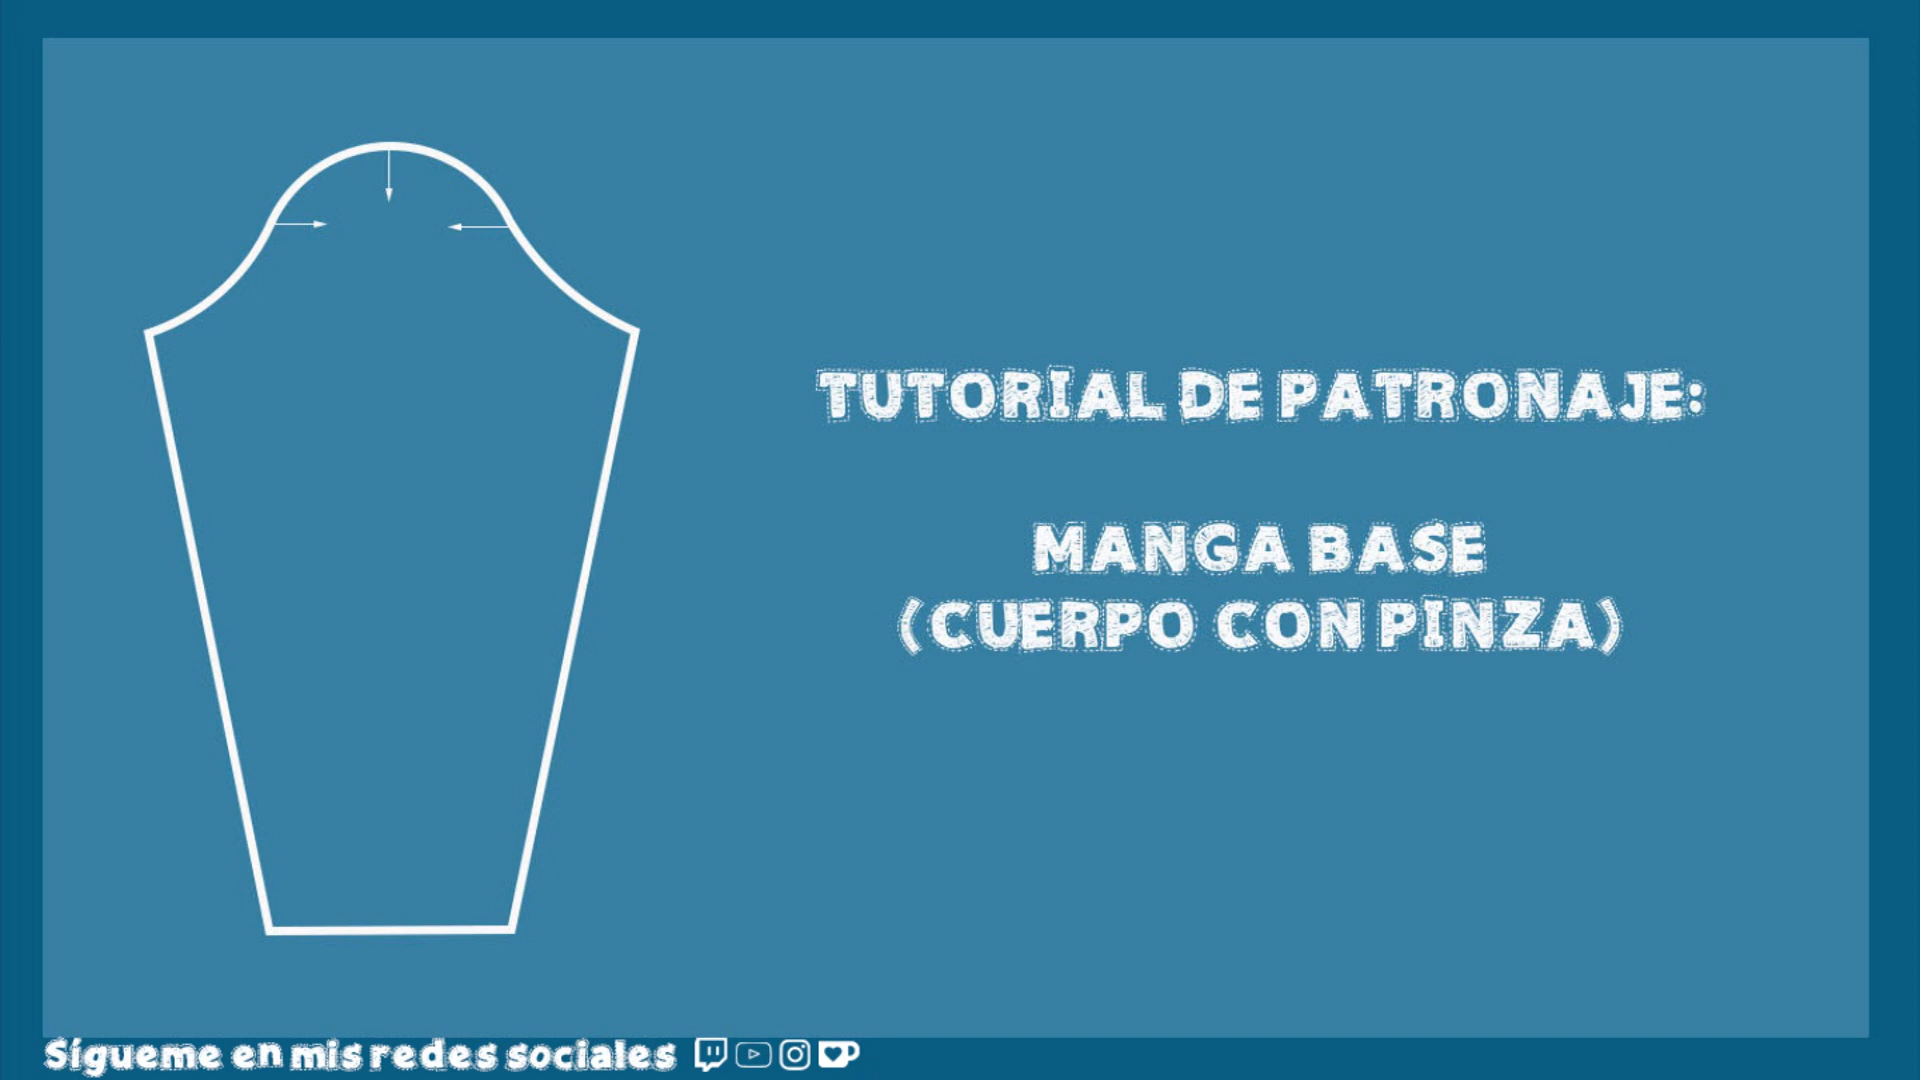 TUTORIAL DE PATRONAJE:
MANGA BASE
(CUERPO CON PINZA)
Sígueme en mis redes sociales